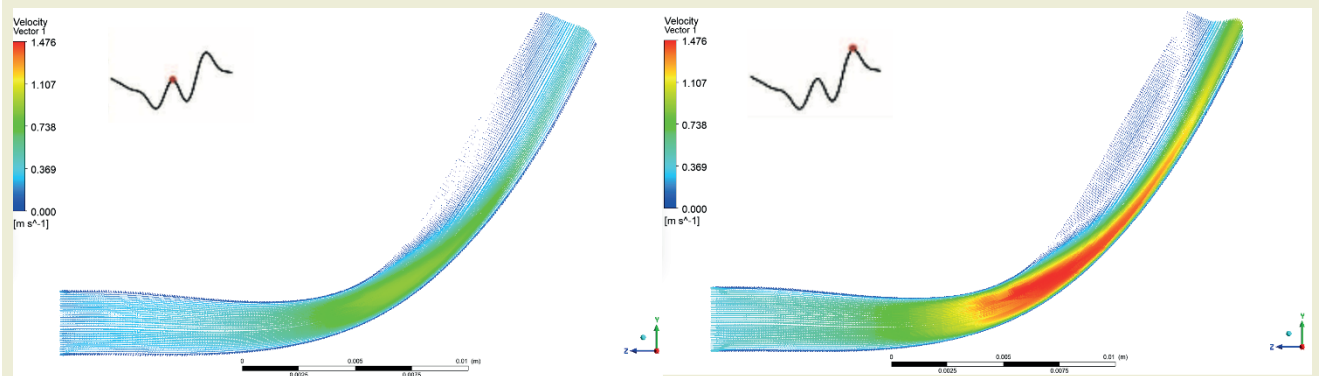 Velocity
Vector 1
1.476
1.107
0.738
0.369
0.000
[m s^-1]
0
0.005
0.01 (m)
0.0025
0.0075
Y
Z
Velocity
Vector 1
1.476
1.107
0.738
0.369
0.000
[m s^-1]
0
0.005
0.01 (m)
0.0025
0.0075
Y
Z